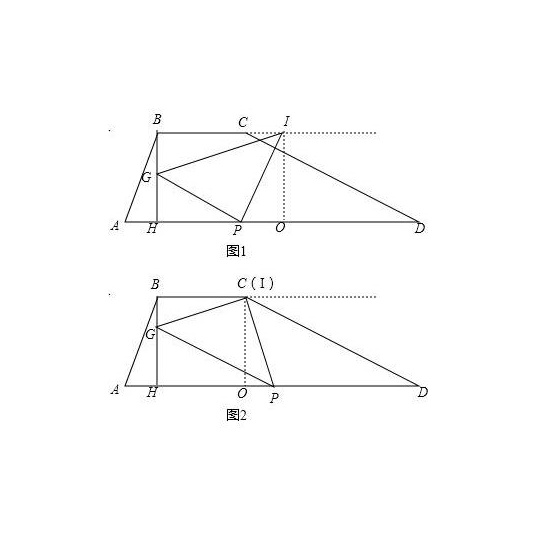 B C I
G
A H P O D
图1
B C ( I )
G
A H O P D
图2